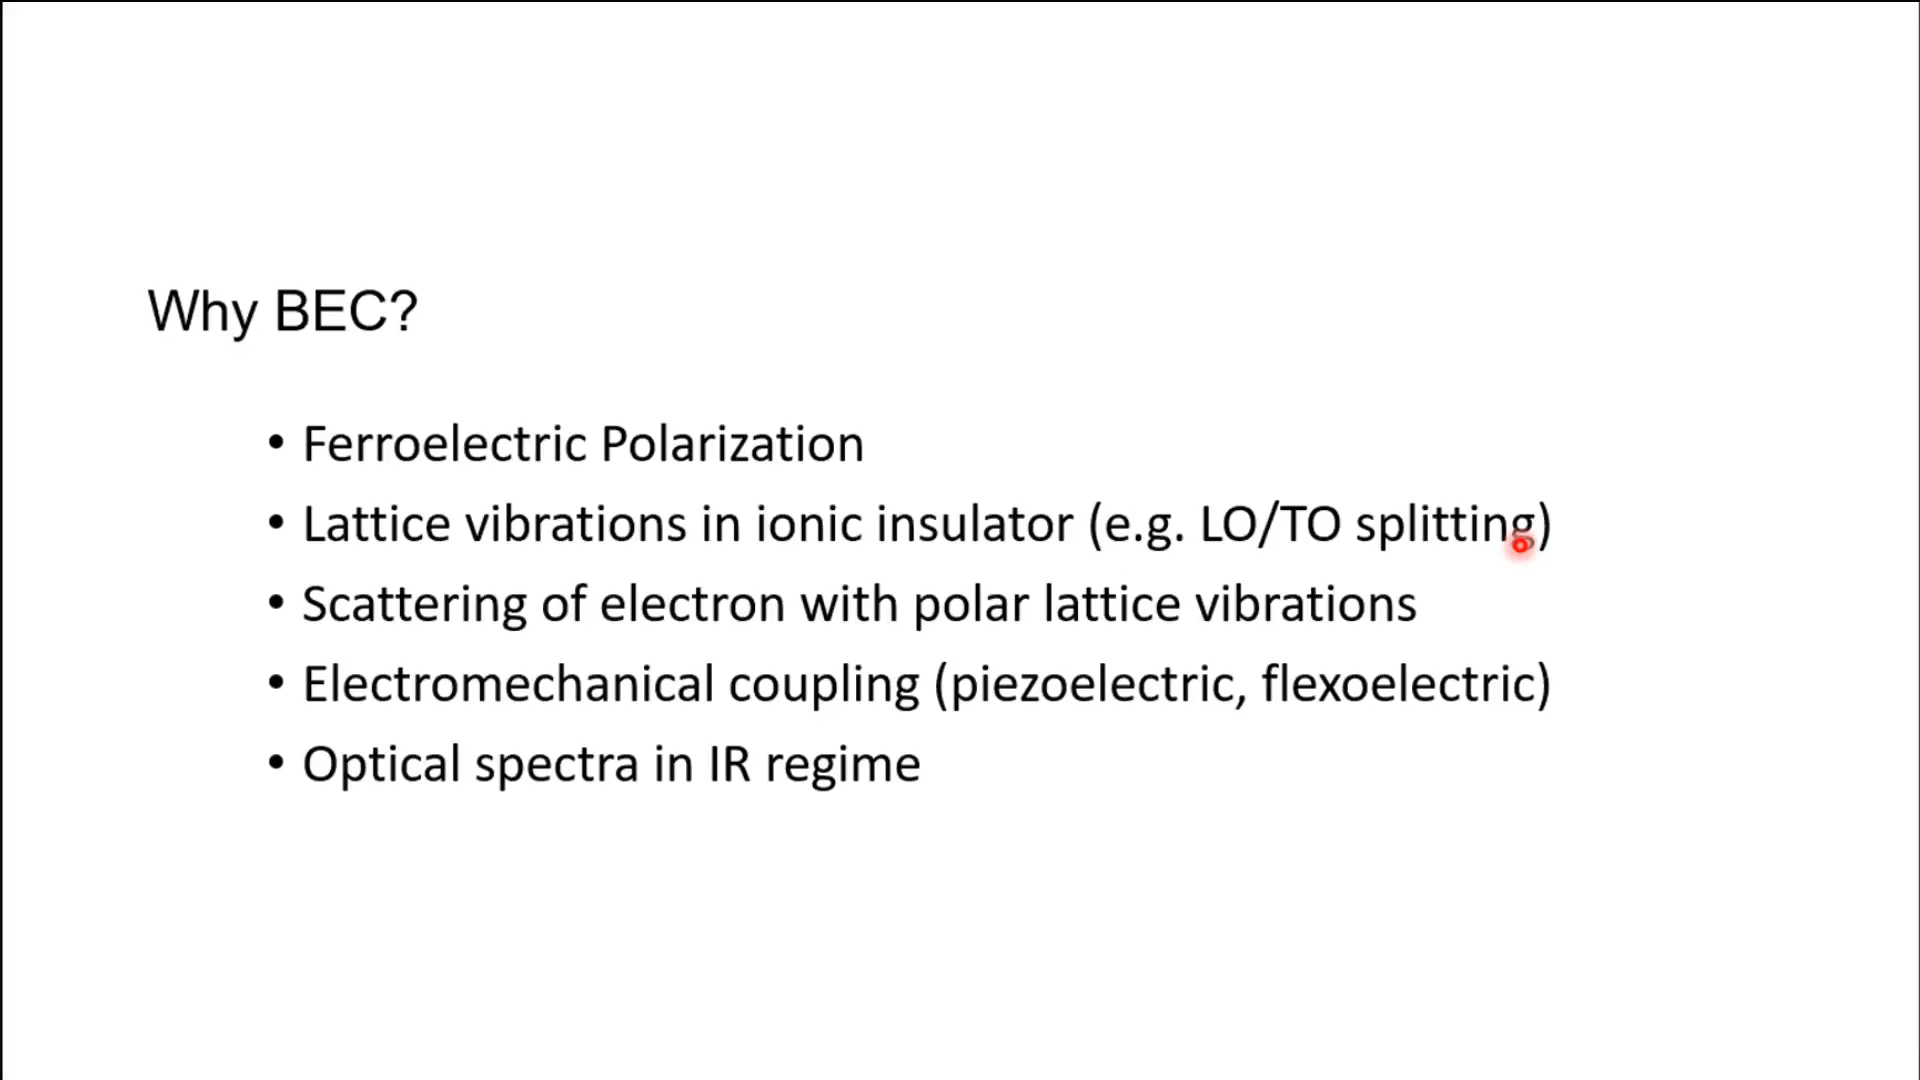 Why BEC?
• Ferroelectric Polarization
• Lattice vibrations in ionic insulator (e.g. LO/TO splitting)
• Scattering of electron with polar lattice vibrations
• Electromechanical coupling (piezoelectric, flexoelectric)
• Optical spectra in IR regime